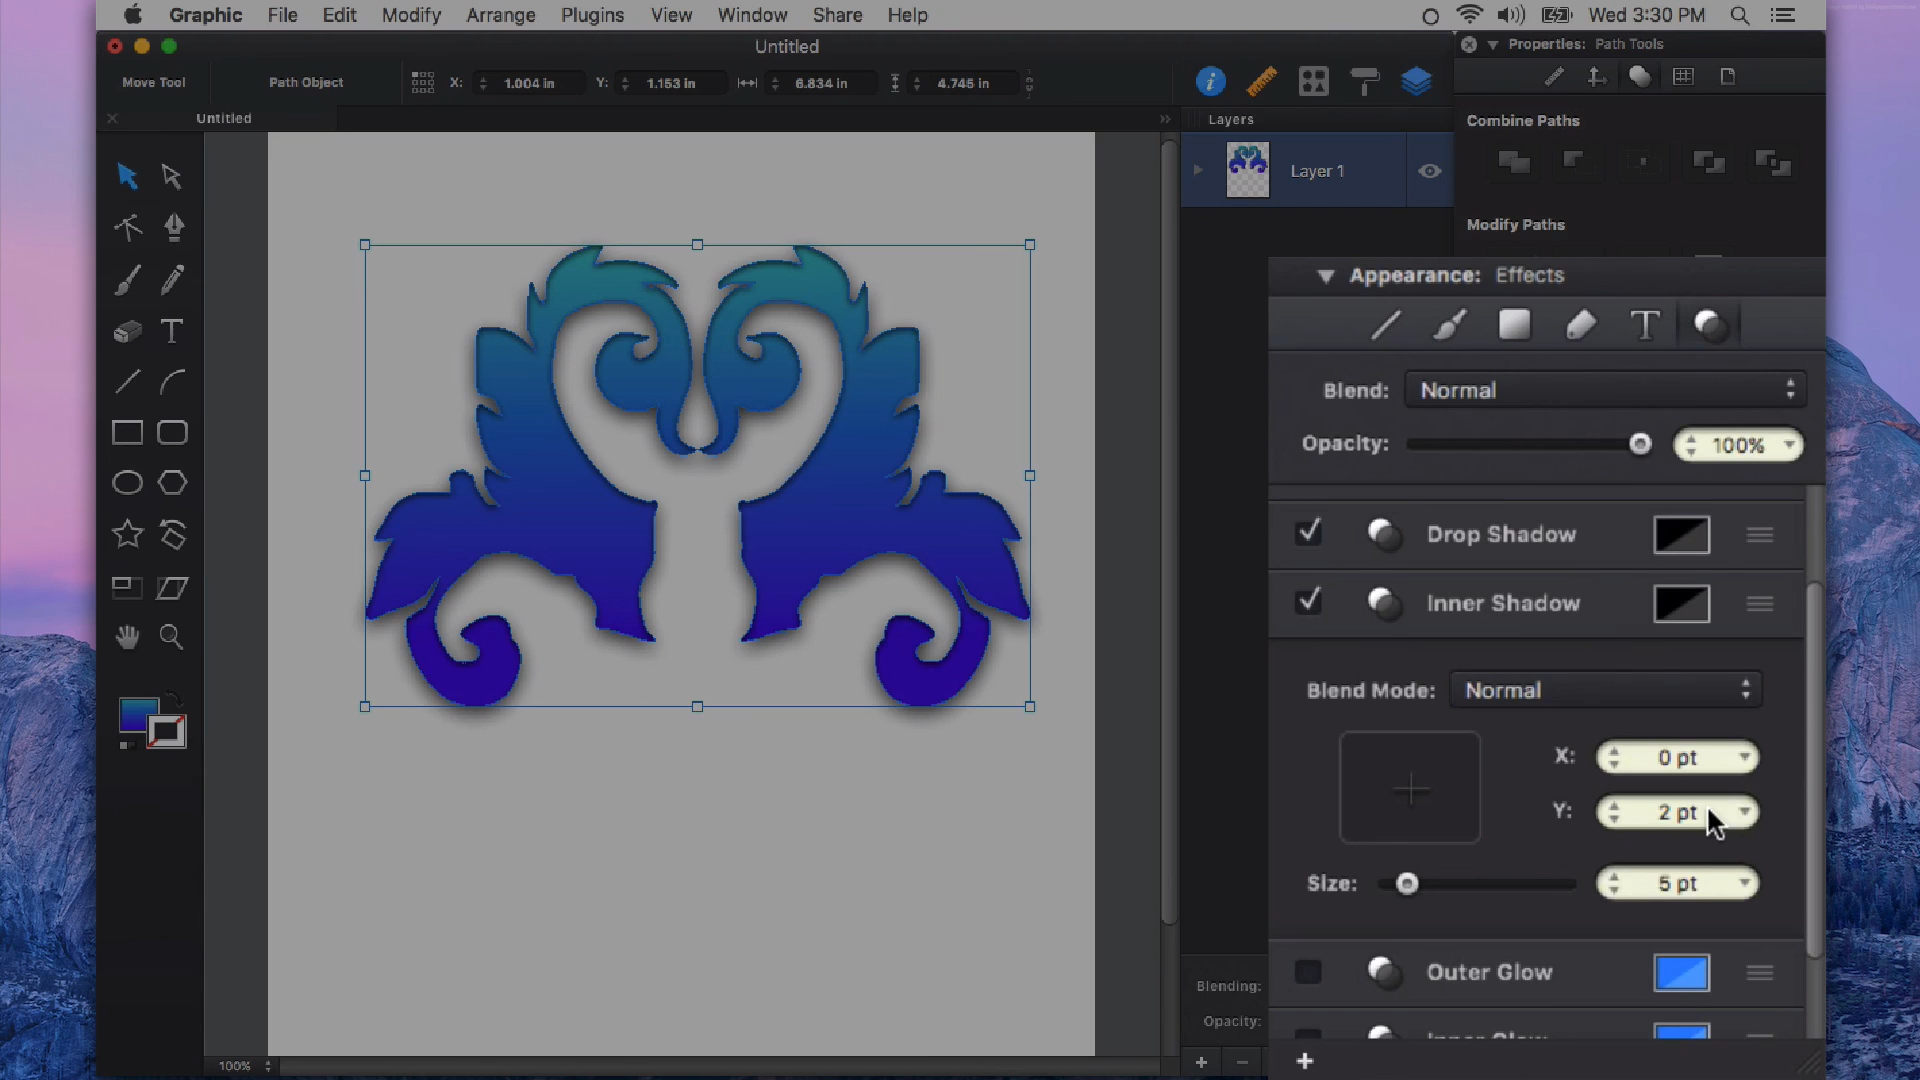 Graphic File Edit Modify Arrange Plugins View Window Share Help Wed 3:30 PM
Untitled
Properties: Path Tools
Move Tool Path Object X: 1.004 in Y: 1.153 in 6.834 in 4.745 in
Untitled
Layers
Combine Paths
Layer 1
Modify Paths
Appearance: Effects
T
T
Blend: Normal
Opacity: 100%
Drop Shadow
Inner Shadow
Blend Mode: Normal
X: 0 pt
Y: 2 pt
Size: 5 pt
Outer Glow
Blending:
Opacity:
Inner Glow
100%